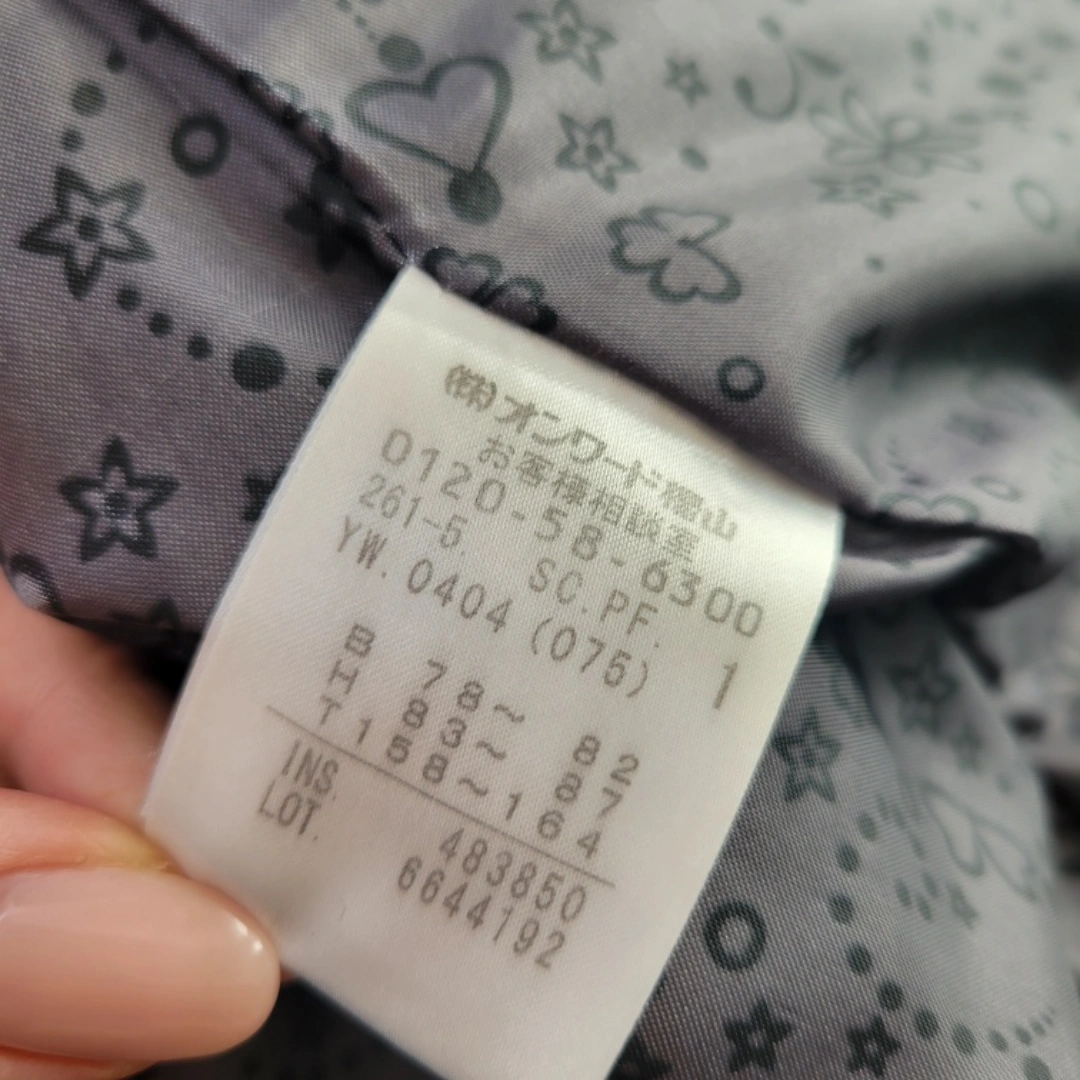 (株)オンワード樫山
お客様相談室
0120-58-6300
261-5. SC.PF.
YW.0404 (075) 1
B 78~ 82
H 83~ 87
T 158~164
INS. 483850
LOT. 6644192